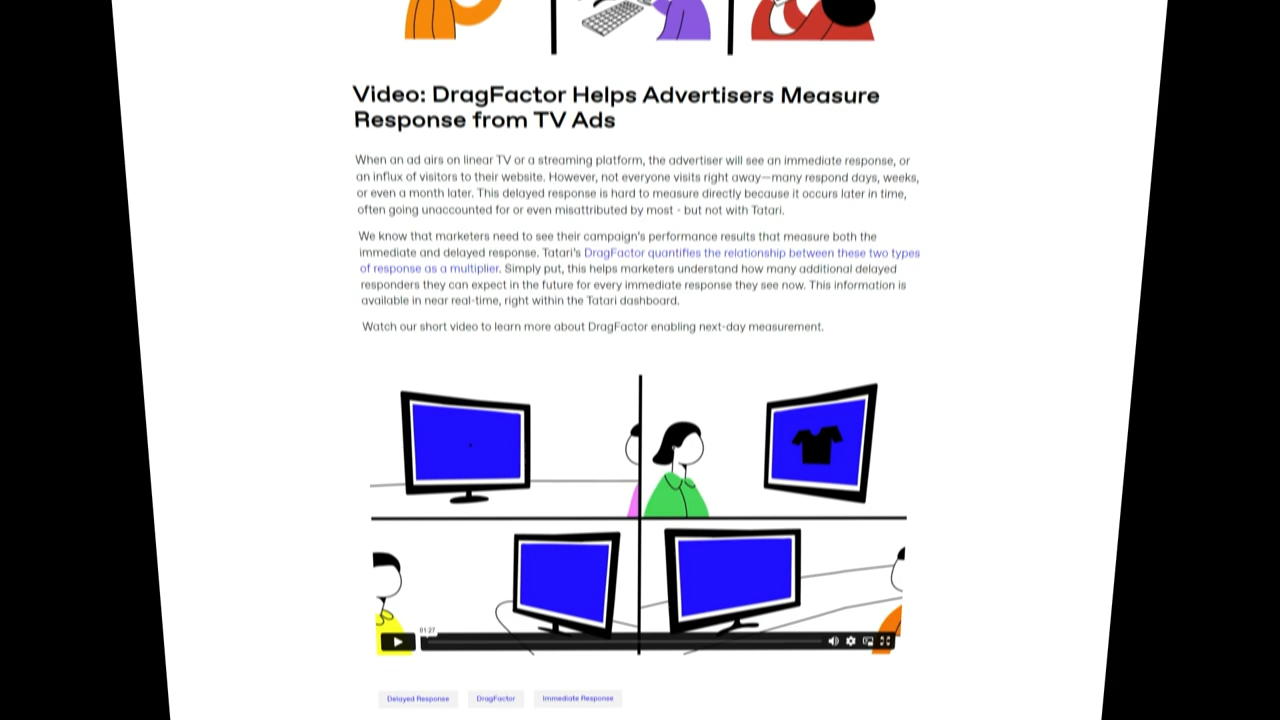 Video: DragFactor Helps Advertisers Measure
Response from TV Ads
When an ad airs on linear TV or a streaming platform, the advertiser will see an immediate response, or
an influx of visitors to their website. However, not everyone visits right away—many respond days, weeks,
or even a month later. This delayed response is hard to measure directly because it occurs later in time,
often going unaccounted for or even misattributed by most - but not with Tatari.
We know that marketers need to see their campaign's performance results that measure both the
immediate and delayed response. Tatari's DragFactor quantifies the relationship between these two types
of response as a multiplier. Simply put, this helps marketers understand how many additional delayed
responders they can expect in the future for every immediate response they see now. This information is
available in near real-time, right within the Tatari dashboard.
Watch our short video to learn more about DragFactor enabling next-day measurement.
01:27
Delayed Response
DragFactor
Immediate Response